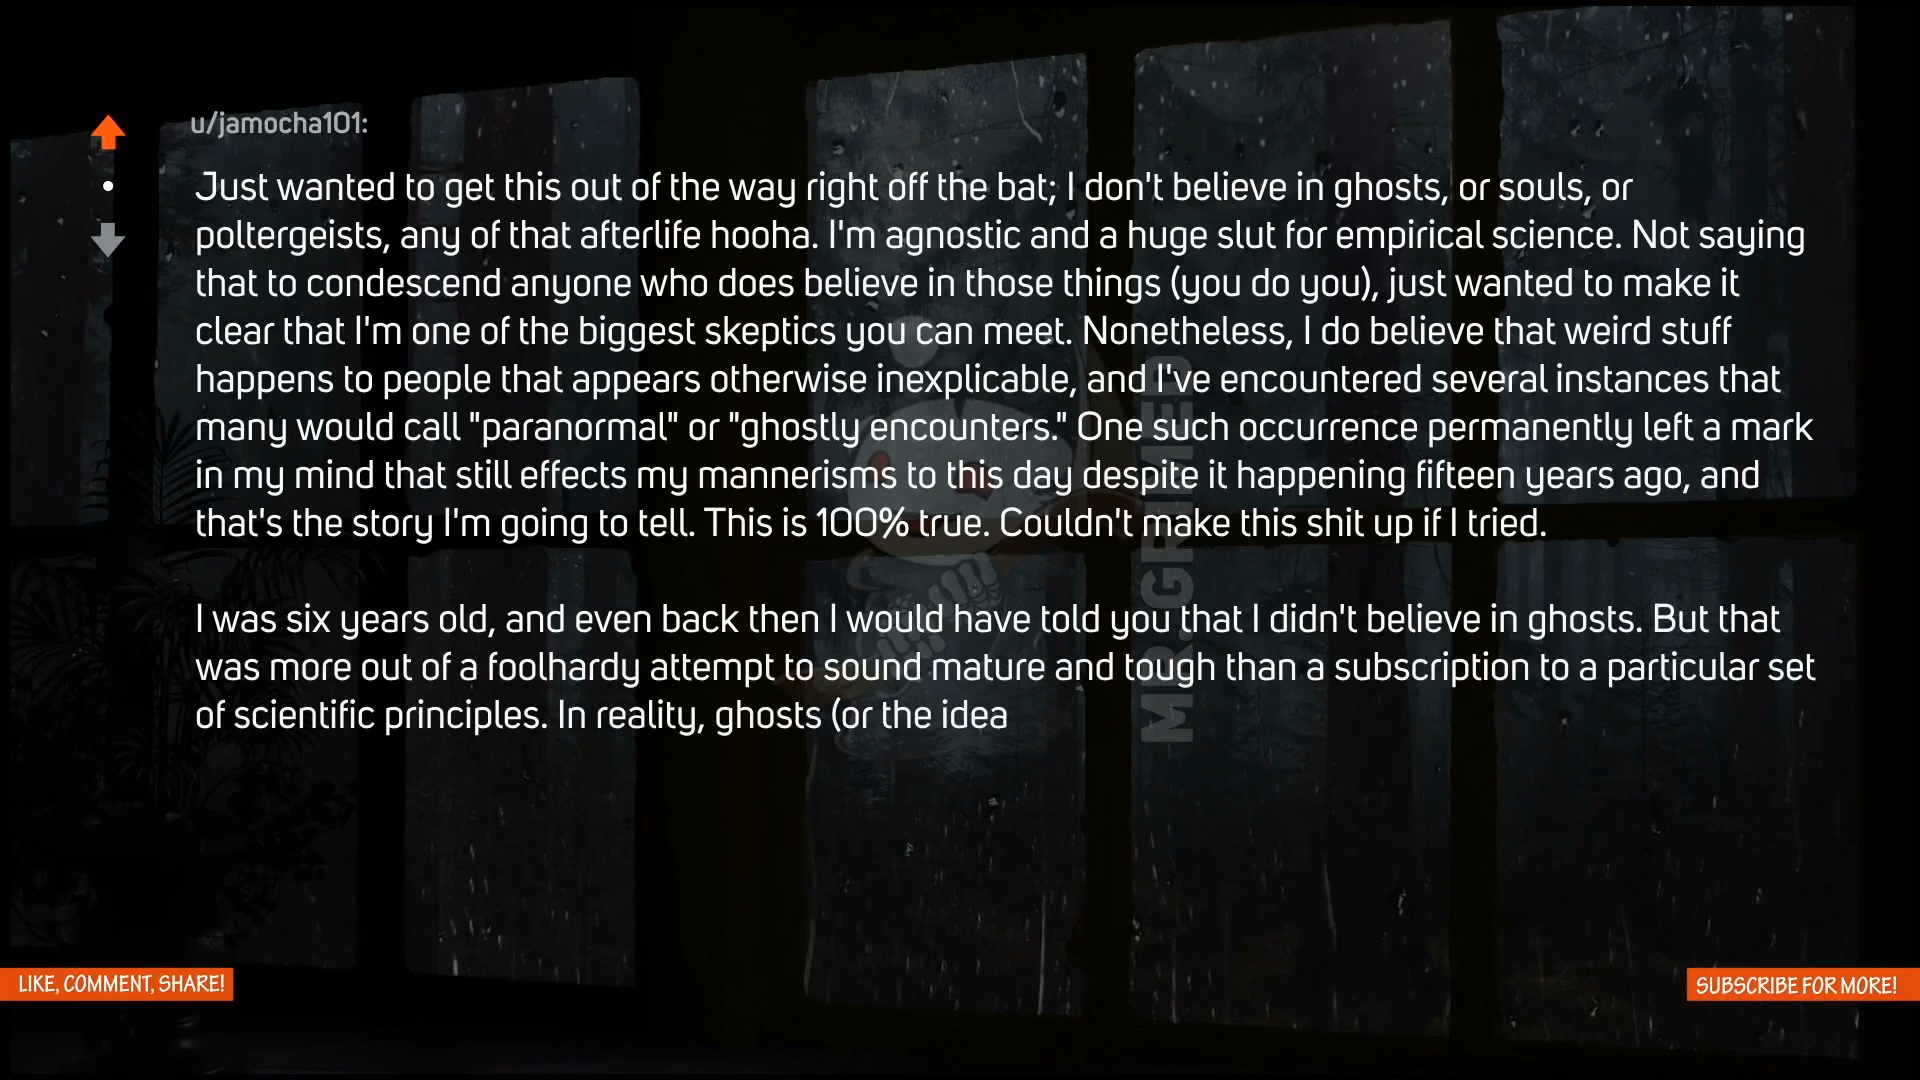 u/jamocha101:
Just wanted to get this out of the way right off the bat; I don't believe in ghosts, or souls, or
poltergeists, any of that afterlife hooha. I'm agnostic and a huge slut for empirical science. Not saying
that to condescend anyone who does believe in those things (you do you), just wanted to make it
clear that I'm one of the biggest skeptics you can meet. Nonetheless, I do believe that weird stuff
happens to people that appears otherwise inexplicable, and I've encountered several instances that
many would call "paranormal" or "ghostly encounters." One such occurrence permanently left a mark
in my mind that still effects my mannerisms to this day despite it happening fifteen years ago, and
that's the story I'm going to tell. This is 100% true. Couldn't make this shit up if I tried.
I was six years old, and even back then I would have told you that I didn't believe in ghosts. But that
was more out of a foolhardy attempt to sound mature and tough than a subscription to a particular set
of scientific principles. In reality, ghosts (or the idea
MR. GRIMED
LIKE, COMMENT, SHARE!
SUBSCRIBE FOR MORE!